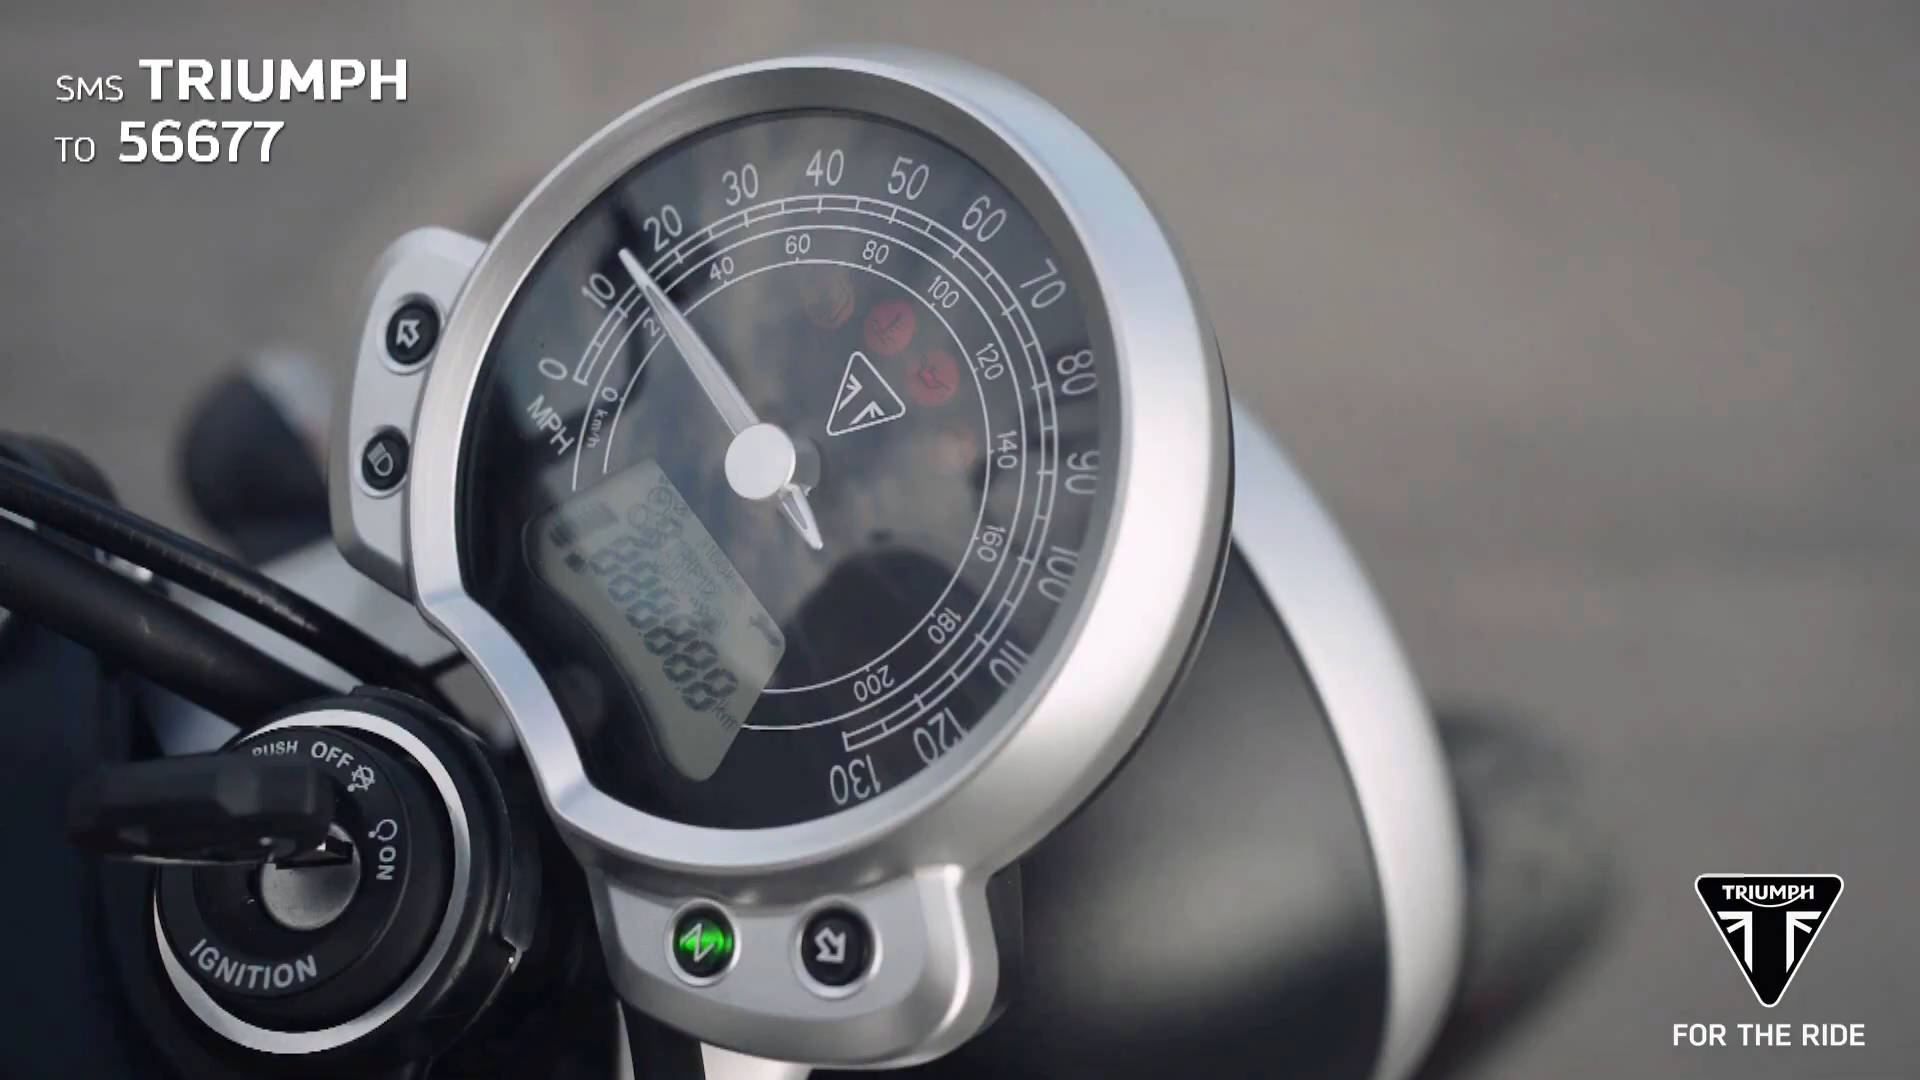 SMS TRIUMPH
TO 56677
0 10 20 30 40 50 60 70 80 90 100 110 120 130
MPH
0 40 60 80 100 120 140 160 180 200
km/h
km
PUSH OFF
ON
IGNITION
N
TRIUMPH
FOR THE RIDE